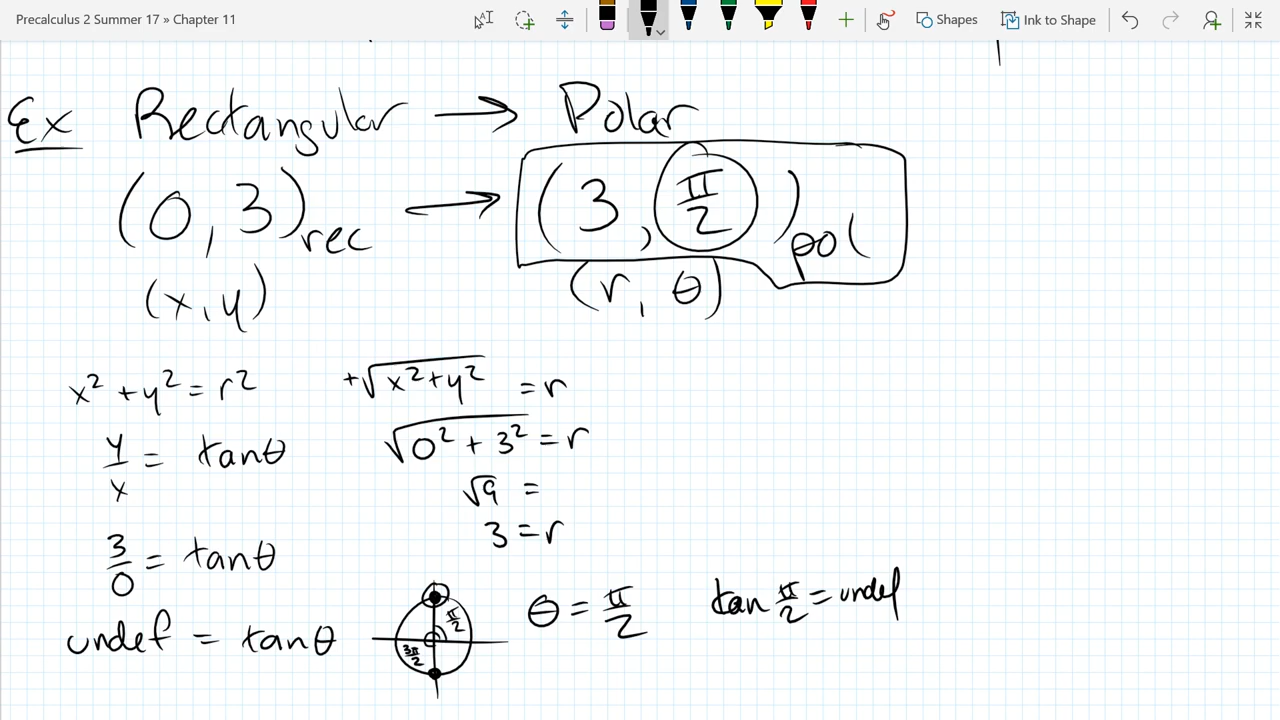 Precalculus 2 Summer 17 » Chapter 11
Shapes
Ink to Shape
Ex Rectangular → Polar
(0, 3)rec → (3, π/2)pol
(x, y) (r, θ)
x² + y² = r² +√(x² + y²) = r
y/x = tanθ √(0² + 3²) = r
√9 =
3 = r
3/0 = tanθ
undef = tanθ
π/2
3π/2
θ = π/2 tan π/2 = undef